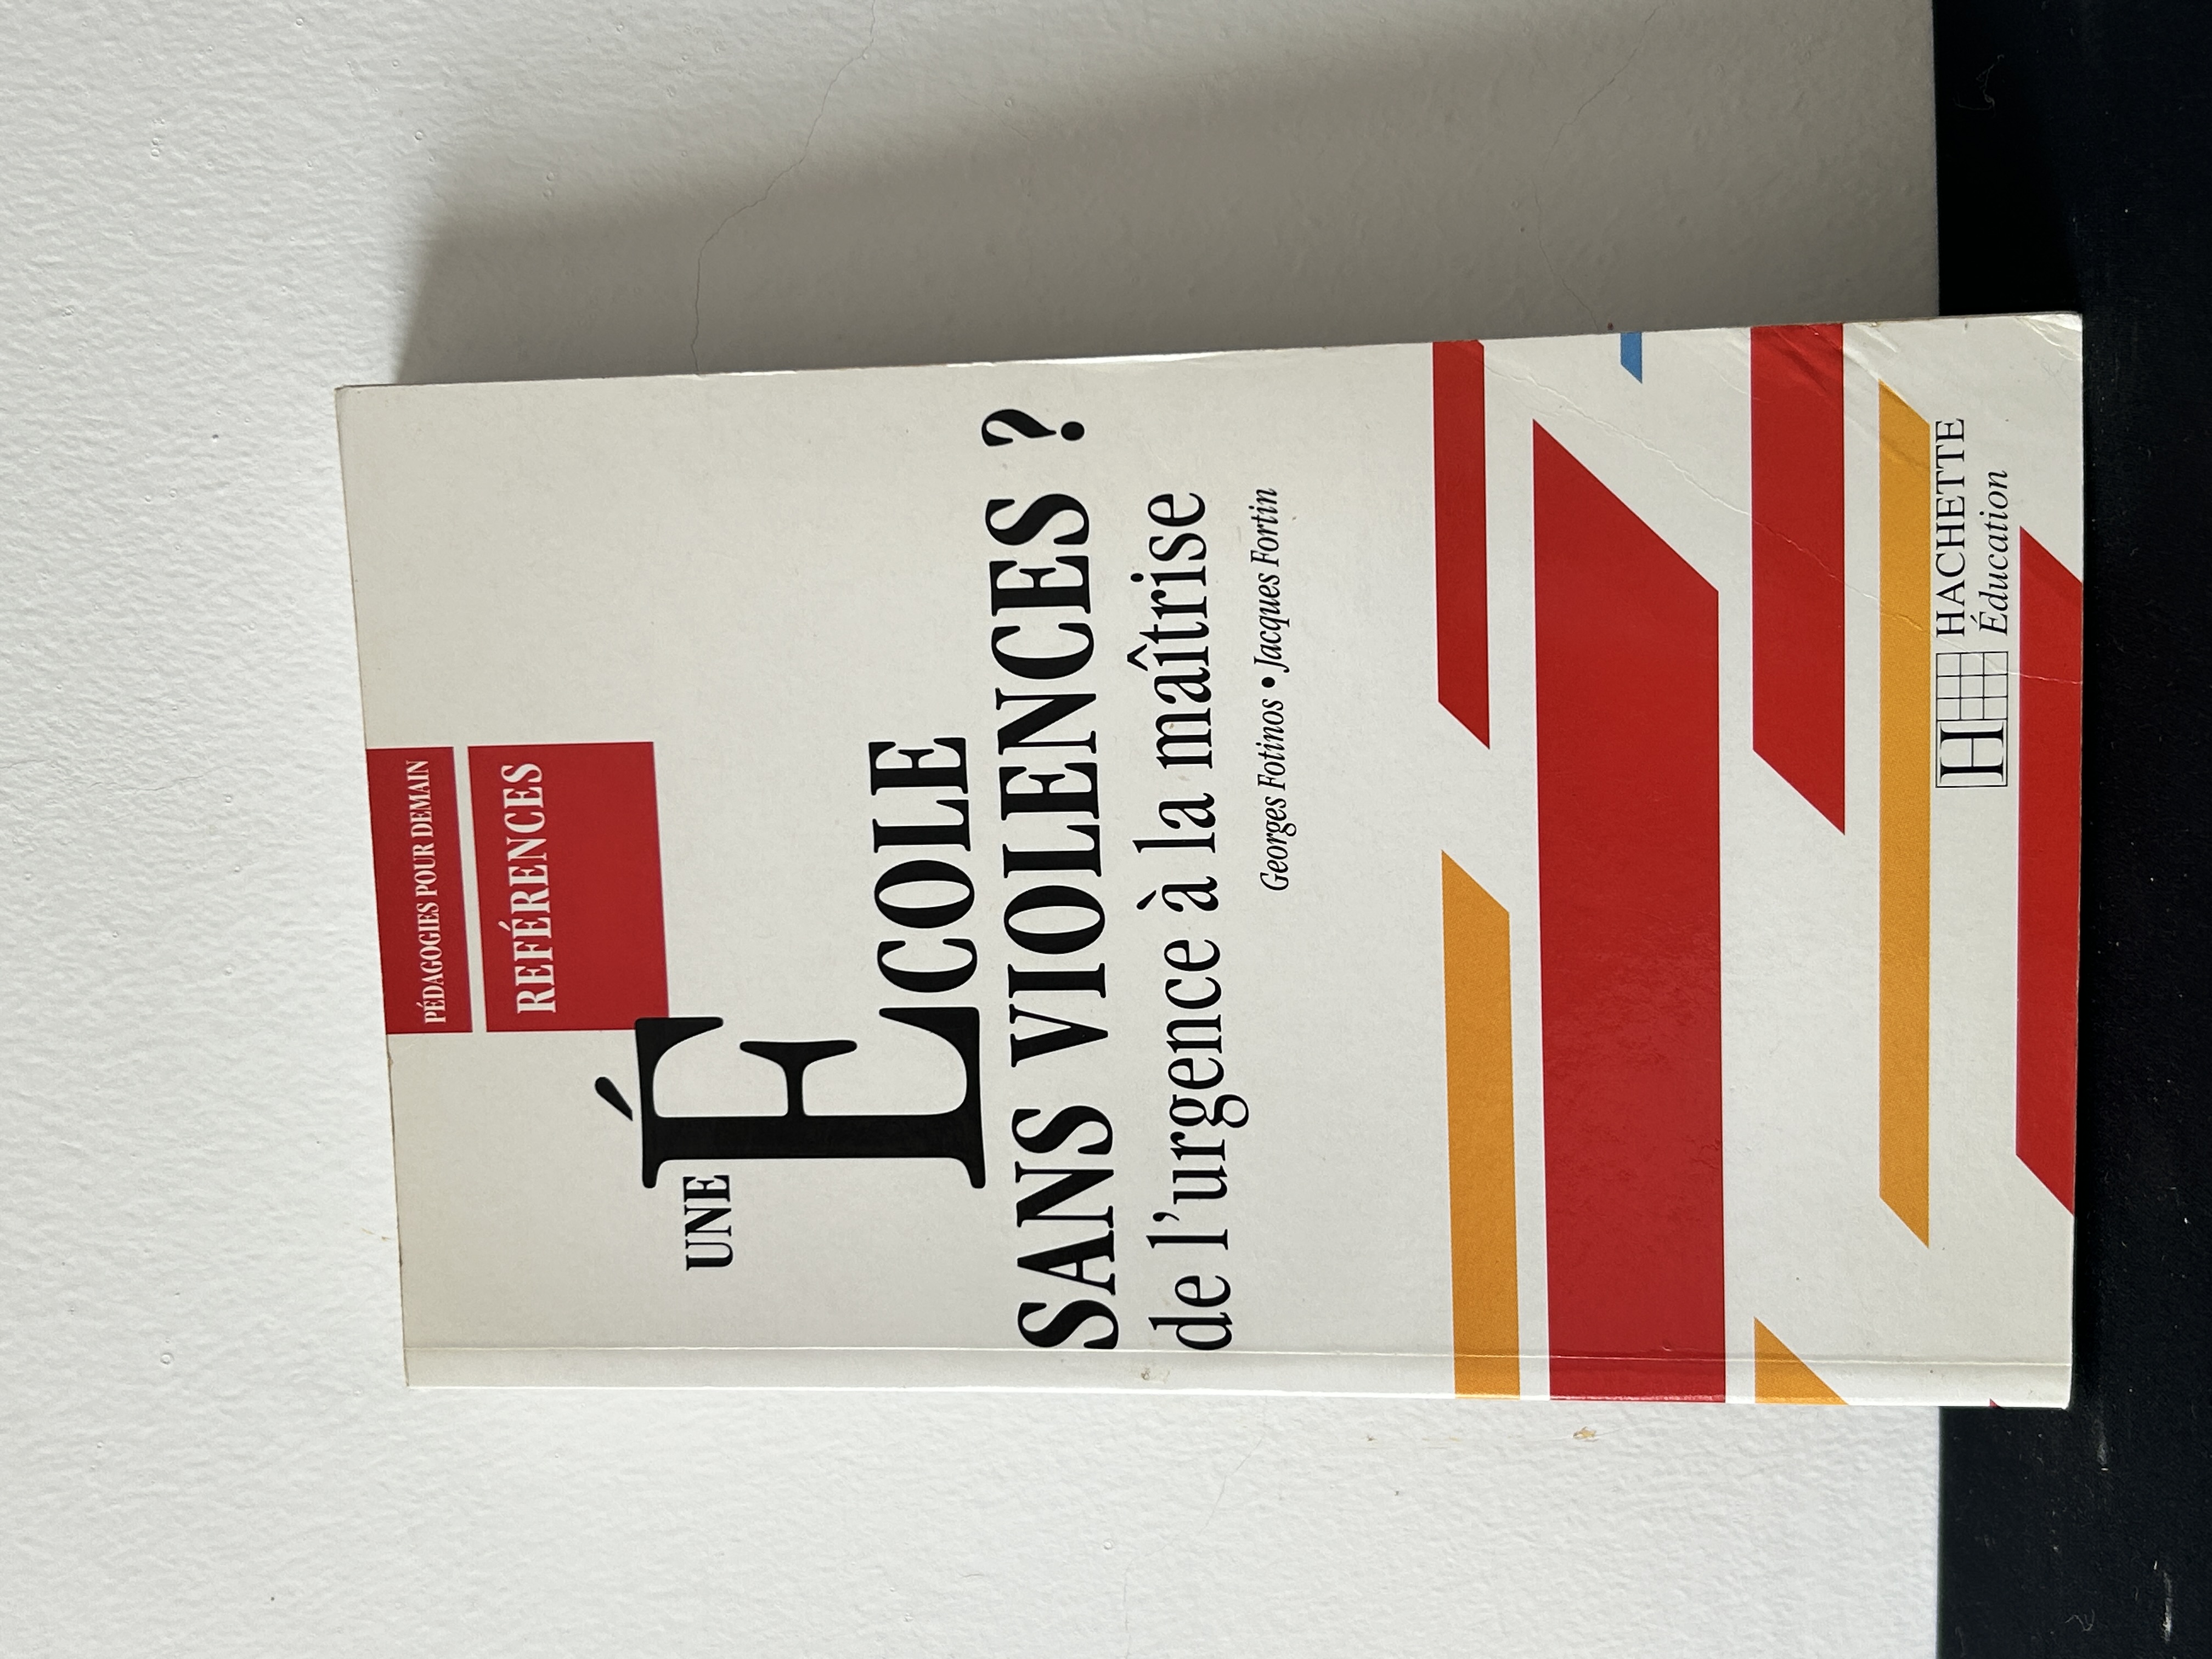 PÉDAGOGIES POUR DEMAIN
RÉFÉRENCES
UNE
ÉCOLE
SANS VIOLENCES ?
de l'urgence à la maîtrise
Georges Fotinos • Jacques Fortin
H HACHETTE
Éducation